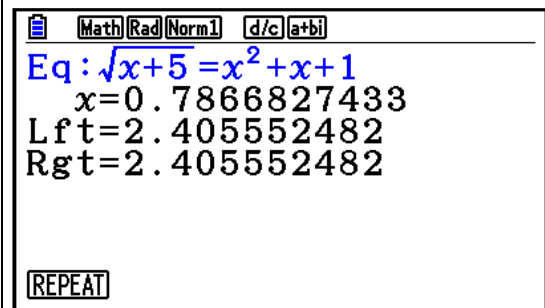 Math Rad Norm1 d/c a+bi
Eq:√x+5=x²+x+1
x=0.7866827433
Lft=2.405552482
Rgt=2.405552482
REPEAT